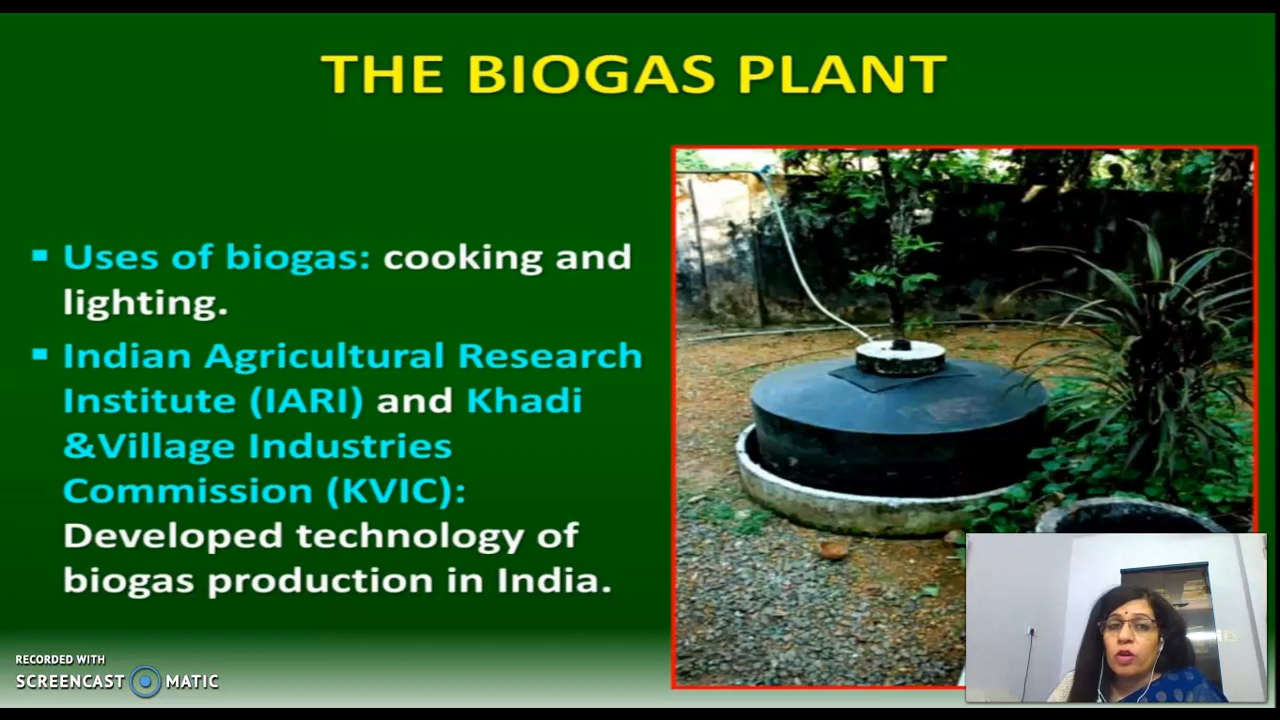 THE BIOGAS PLANT
▪ Uses of biogas: cooking and
lighting.
▪ Indian Agricultural Research
Institute (IARI) and Khadi
&Village Industries
Commission (KVIC):
Developed technology of
biogas production in India.
RECORDED WITH
SCREENCAST MATIC